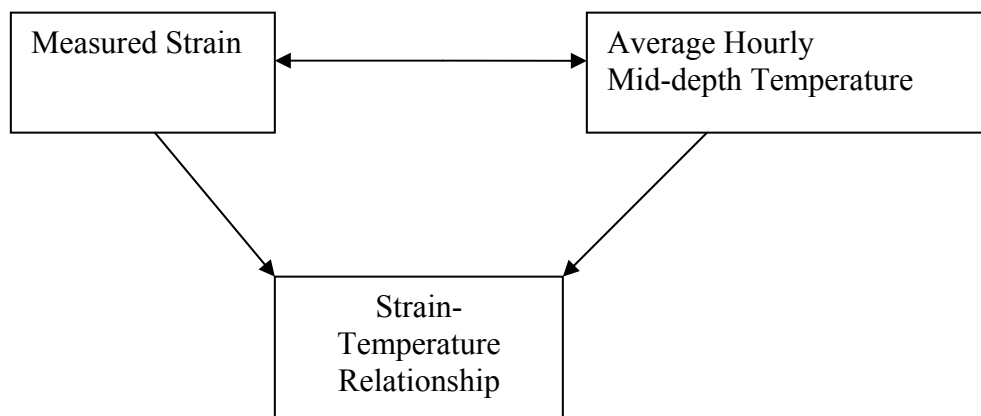 Measured Strain
Average Hourly
Mid-depth Temperature
Strain-
Temperature
Relationship